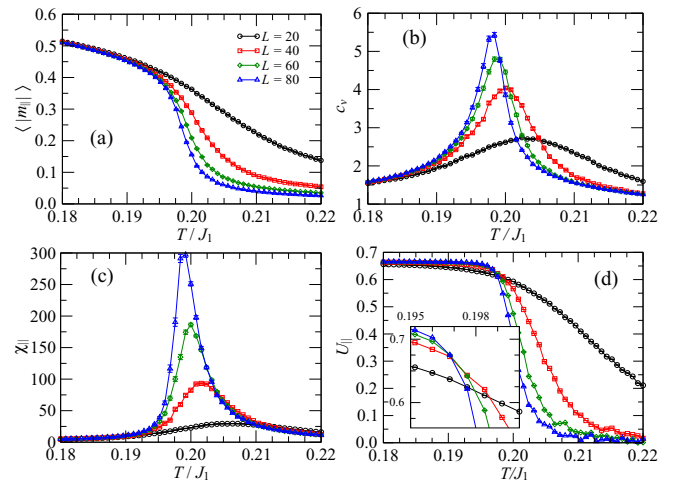 0.6
0.5
0.4
0.3
0.2
0.1
0.0
⟨ |m||| ⟩
L = 20
L = 40
L = 60
L = 80
(a)
0.18 0.19 0.20 0.21 0.22
T / J1
6
5
4
3
2
1
cv
(b)
0.18 0.19 0.20 0.21 0.22
T / J1
300
250
200
150
100
50
0
χ||
(c)
0.18 0.19 0.20 0.21 0.22
T / J1
0.7
0.6
0.5
0.4
0.3
0.2
0.1
0.0
U||
(d)
0.195 0.198
0.7
0.6
0.18 0.19 0.20 0.21 0.22
T/J1